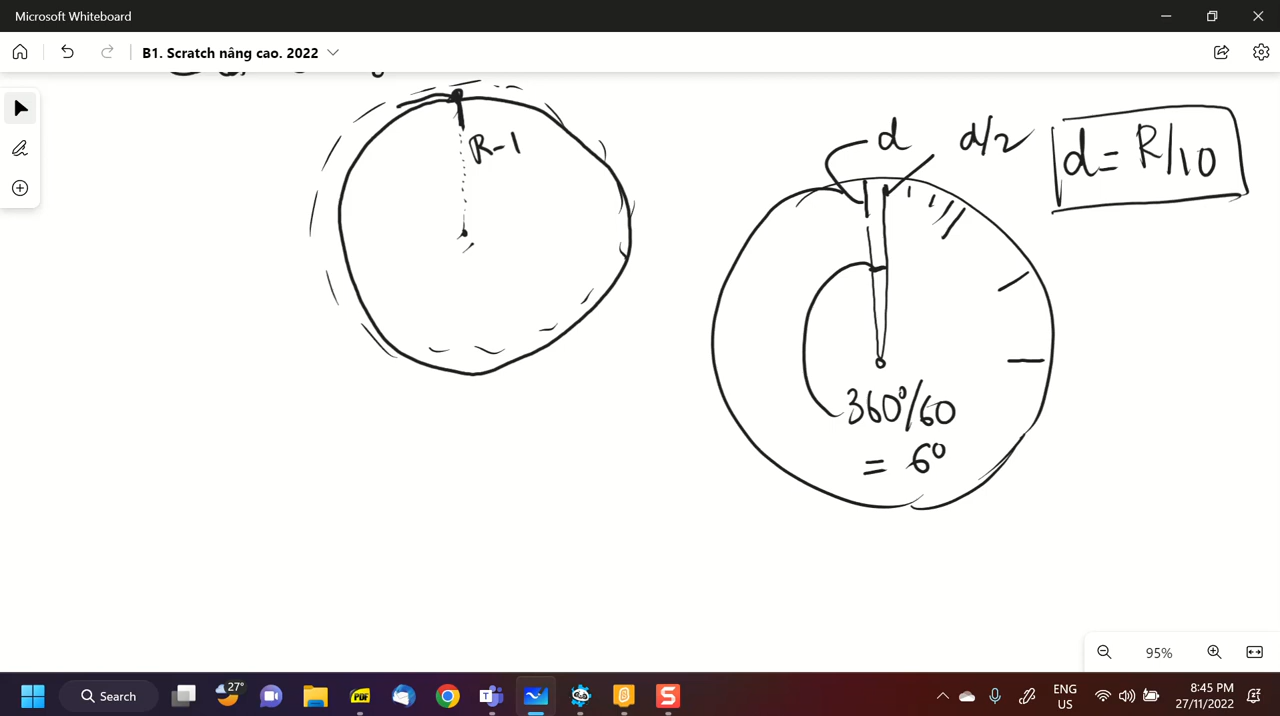 Microsoft Whiteboard
B1. Scratch nâng cao. 2022
R-1
d
d/2
d = R/10
360°/60
= 6°
95%
27°
Search
PDF
ENG
US
8:45 PM
27/11/2022